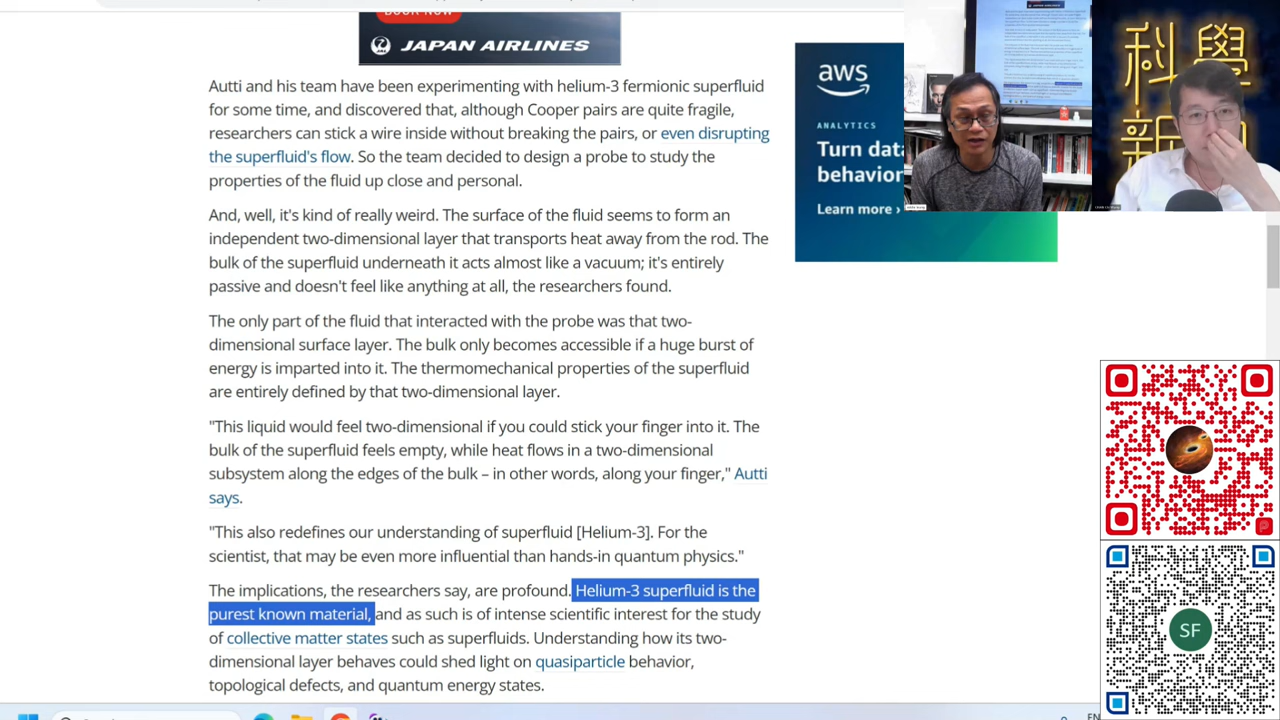 BOOK NOW
Autti and his team have been experimenting with helium-3 fermionic superfluid
for some time, and found that, although Cooper pairs are quite fragile,
researchers can stick a wire inside without breaking the pairs, or even disrupting
the superfluid's flow. So the team decided to design a probe to study the
properties of the fluid up close and personal.
And, well, it's kind of really weird. The surface of the fluid seems to form an
independent two-dimensional layer that transports heat away from the rod. The
bulk of the superfluid underneath it acts almost like a vacuum; it's entirely
passive and doesn't feel like anything at all, the researchers found.
The only part of the fluid that interacted with the probe was that two-
dimensional surface layer. The bulk only becomes accessible if a huge burst of
energy is imparted into it. The thermomechanical properties of the superfluid
are entirely defined by that two-dimensional layer.
"This liquid would feel two-dimensional if you could stick your finger into it. The
bulk of the superfluid feels empty, while heat flows in a two-dimensional
subsystem along the edges of the bulk – in other words, along your finger," Autti
says.
"This also redefines our understanding of superfluid [Helium-3]. For the
scientist, that may be even more influential than hands-in quantum physics."
The implications, the researchers say, are profound. Helium-3 superfluid is the
purest known material, and as such is of intense scientific interest for the study
of collective matter states such as superfluids. Understanding how its two-
dimensional layer behaves could shed light on quasiparticle behavior,
topological defects, and quantum energy states.
aws
ANALYTICS
Turn data
behavior
Learn more ›
科學
新
SF
EN